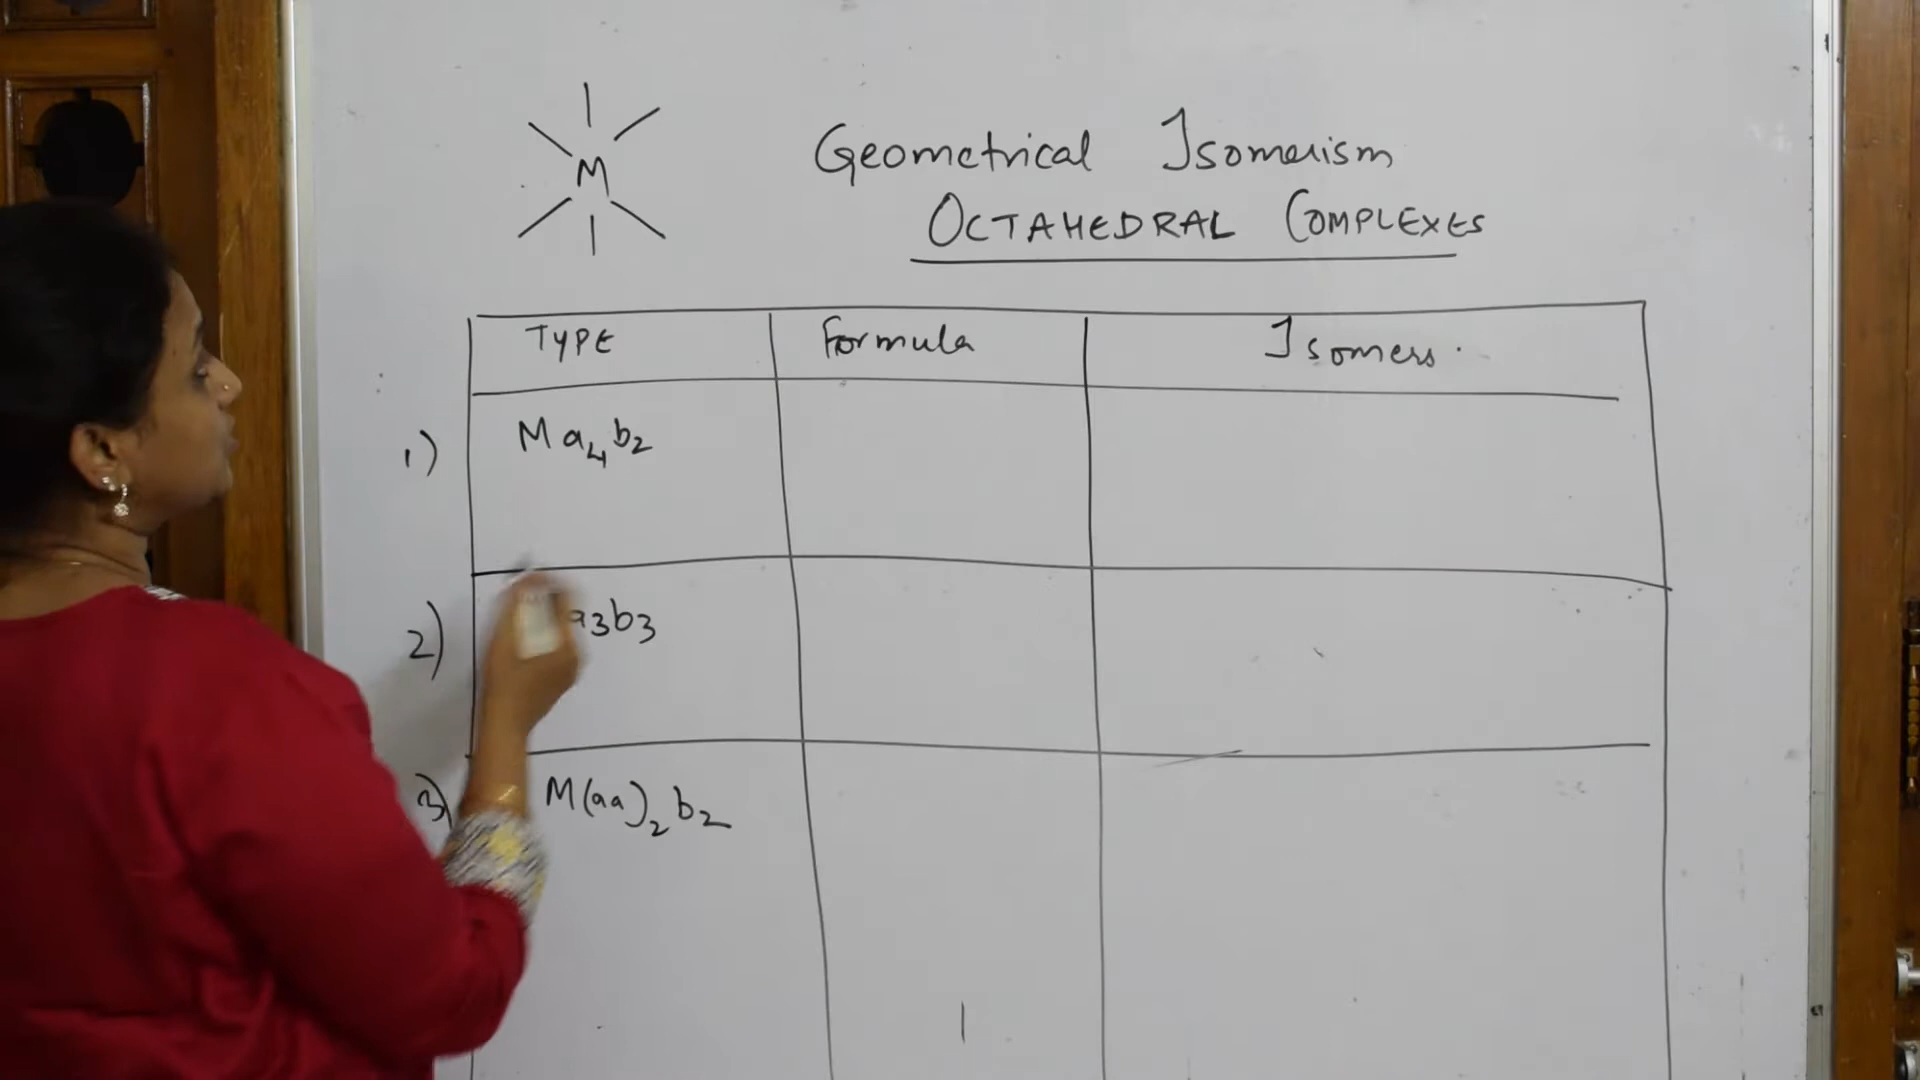 M
Geometrical Isomerism
OCTAHEDRAL COMPLEXES
TYPE Formula Isomers.
1) Ma4b2
2) a3b3
3) M(aa)2b2